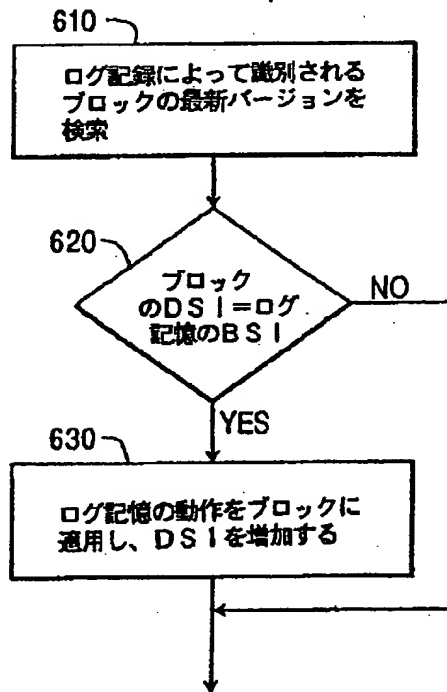 610
ログ記録によって識別される
ブロックの最新バージョンを
検索
620
ブロック
のDSI=ログ
記憶のBSI
NO
YES
630
ログ記憶の動作をブロックに
適用し、DSIを増加する